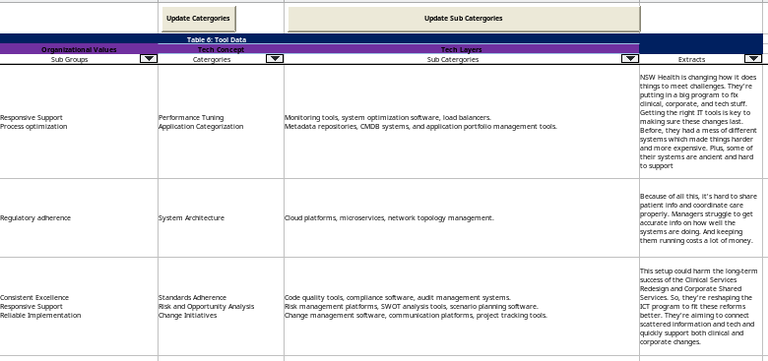 Update Catergories Update Sub Catergories
Table 6: Tool Data
Organizational Values Tech Concept Tech Layers
Sub Groups Catergories Sub Catergories Extracts
Responsive Support
Process optimization
Performance Tuning
Application Categorization
Monitoring tools, system optimization software, load balancers.
Metadata repositories, CMDB systems, and application portfolio management tools.
NSW Health is changing how it does
things to meet challenges. They're
putting in a big program to fix
clinical, corporate, and tech stuff.
Getting the right IT tools is key to
making sure these changes last.
Before, they had a mess of different
systems which made things harder
and more expensive. Plus, some of
their systems are ancient and hard
to support
Regulatory adherence
System Architecture
Cloud platforms, microservices, network topology management.
Because of all this, it's hard to share
patient info and coordinate care
properly. Managers struggle to get
accurate info on how well the
systems are doing. And keeping
them running costs a lot of money.
Consistent Excellence
Responsive Support
Reliable Implementation
Standards Adherence
Risk and Opportunity Analysis
Change Initiatives
Code quality tools, compliance software, audit management systems.
Risk management platforms, SWOT analysis tools, scenario planning software.
Change management software, communication platforms, project tracking tools.
This setup could harm the long-term
success of the Clinical Services
Redesign and Corporate Shared
Services. So, they're reshaping the
ICT program to fit these reforms
better. They're aiming to connect
scattered information and tech and
quickly support both clinical and
corporate changes.